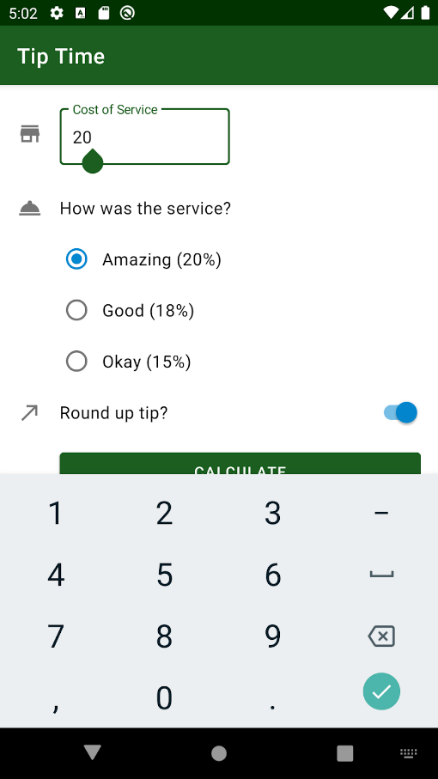 5:02
Tip Time
Cost of Service
20
How was the service?
Amazing (20%)
Good (18%)
Okay (15%)
Round up tip?
CALCULATE
1 2 3 –
4 5 6
7 8 9
, 0 .